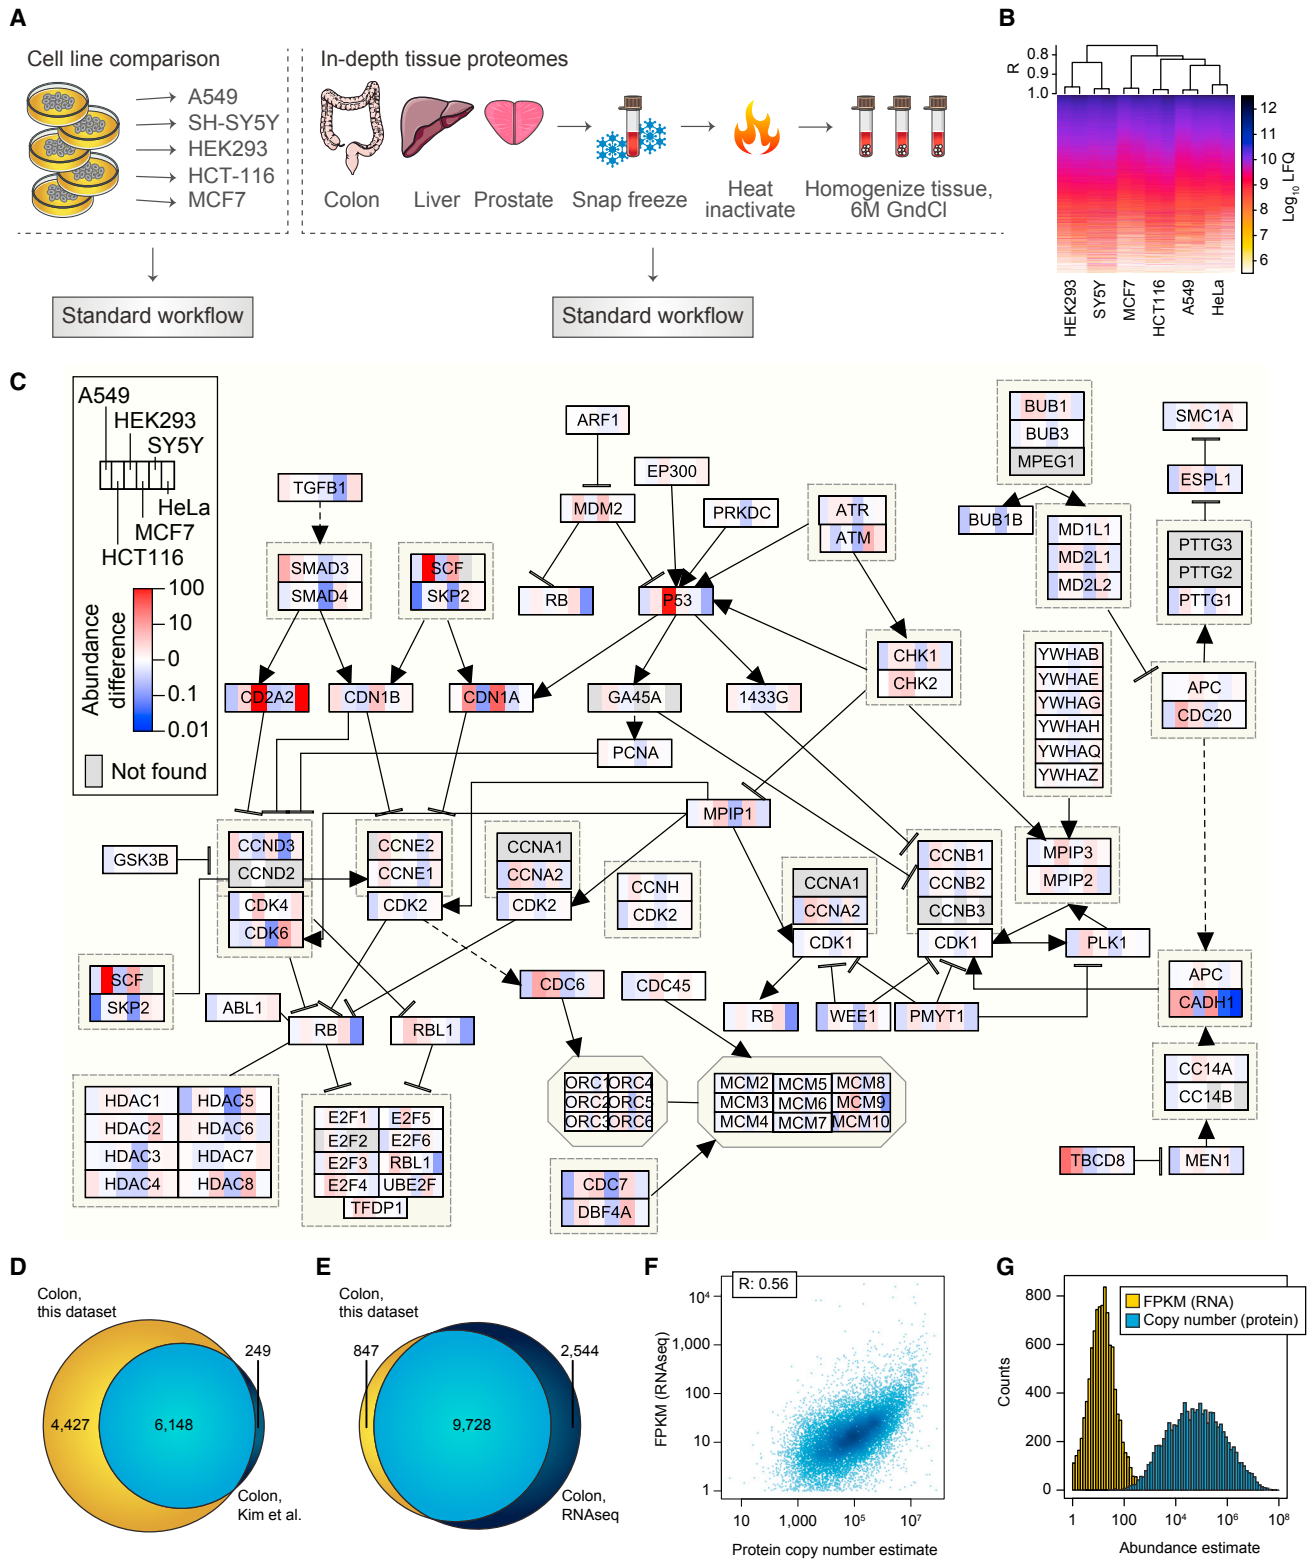 A
Cell line comparison
A549
SH-SY5Y
HEK293
HCT-116
MCF7
Standard workflow
In-depth tissue proteomes
Colon
Liver
Prostate
Snap freeze
Heat
inactivate
Homogenize tissue,
6M GndCl
Standard workflow
B
R
0.8
0.9
1.0
HEK293
SY5Y
MCF7
HCT116
A549
HeLa
12
11
10
9
8
7
6
Log10 LFQ
C
A549
HEK293
SY5Y
HeLa
MCF7
HCT116
Abundance
difference
100
10
0
0.1
0.01
Not found
TGFB1
SMAD3
SMAD4
SCF
SKP2
ARF1
MDM2
EP300
PRKDC
ATR
ATM
RB
P53
BUB1
BUB3
MPEG1
BUB1B
MD1L1
MD2L1
MD2L2
SMC1A
ESPL1
PTTG3
PTTG2
PTTG1
CD2A2
CDN1B
CDN1A
GA45A
1433G
CHK1
CHK2
YWHAB
YWHAE
YWHAG
YWHAH
YWHAQ
YWHAZ
APC
CDC20
PCNA
MPIP1
GSK3B
CCND3
CCND2
CDK4
CDK6
CCNE2
CCNE1
CDK2
CCNA1
CCNA2
CDK2
CCNH
CDK2
CCNA1
CCNA2
CDK1
CCNB1
CCNB2
CCNB3
CDK1
MPIP3
MPIP2
PLK1
SCF
SKP2
ABL1
RB
RBL1
CDC6
CDC45
RB
WEE1
PMYT1
APC
CADH1
CC14A
CC14B
TBCD8
MEN1
HDAC1
HDAC5
HDAC2
HDAC6
HDAC3
HDAC7
HDAC4
HDAC8
E2F1
E2F5
E2F2
E2F6
E2F3
RBL1
E2F4
UBE2F
TFDP1
ORC1
ORC4
ORC2
ORC5
ORC3
ORC6
MCM2
MCM5
MCM8
MCM3
MCM6
MCM9
MCM4
MCM7
MCM10
CDC7
DBF4A
D
Colon,
this dataset
249
4,427
6,148
Colon,
Kim et al.
E
Colon,
this dataset
847
2,544
9,728
Colon,
RNAseq
F
R: 0.56
FPKM (RNAseq)
10⁴
1,000
100
10
1
10
1,000
10⁵
10⁷
Protein copy number estimate
G
FPKM (RNA)
Copy number (protein)
Counts
800
600
400
200
0
1
100
10⁴
10⁶
10⁸
Abundance estimate